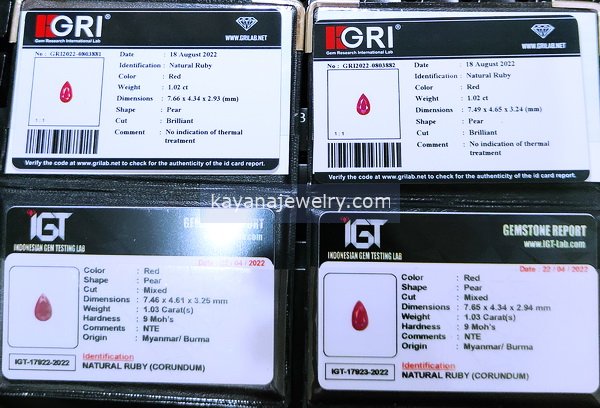 GRI
Gem Research International Lab
WWW.GRILAB.NET
No : GRI2022-0803881
Date : 18 August 2022
Identification : Natural Ruby
Color : Red
Weight : 1.02 ct
Dimensions : 7.66 x 4.34 x 2.93 (mm)
Shape : Pear
Cut : Brilliant
Comment : No indication of thermal
treatment
1 : 1
Verify the code at www.grilab.net to check for the authenticity of the id card report.
GRI
Gem Research International Lab
WWW.GRILAB.NET
No : GRI2022-0803882
Date : 18 August 2022
Identification : Natural Ruby
Color : Red
Weight : 1.02 ct
Dimensions : 7.49 x 4.65 x 3.24 (mm)
Shape : Pear
Cut : Brilliant
Comment : No indication of thermal
treatment
1 : 1
Verify the code at www.grilab.net to check for the authenticity of the id card report.
kayanajewelry.com
IGT
INDONESIAN GEM TESTING LAB
Date : 22 / 04 / 2022
Color : Red
Shape : Pear
Cut : Mixed
Dimensions : 7.46 x 4.61 x 3.25 mm
Weight : 1.03 Carat(s)
Hardness : 9 Moh's
Comments : NTE
Origin : Myanmar/ Burma
IGT-17922-2022
Identification
NATURAL RUBY (CORUNDUM)
IGT
INDONESIAN GEM TESTING LAB
GEMSTONE REPORT
www.IGT-lab.com
Date : 22 / 04 / 2022
Color : Red
Shape : Pear
Cut : Mixed
Dimensions : 7.65 x 4.34 x 2.94 mm
Weight : 1.03 Carat(s)
Hardness : 9 Moh's
Comments : NTE
Origin : Myanmar/ Burma
IGT-17923-2022
Identification
NATURAL RUBY (CORUNDUM)